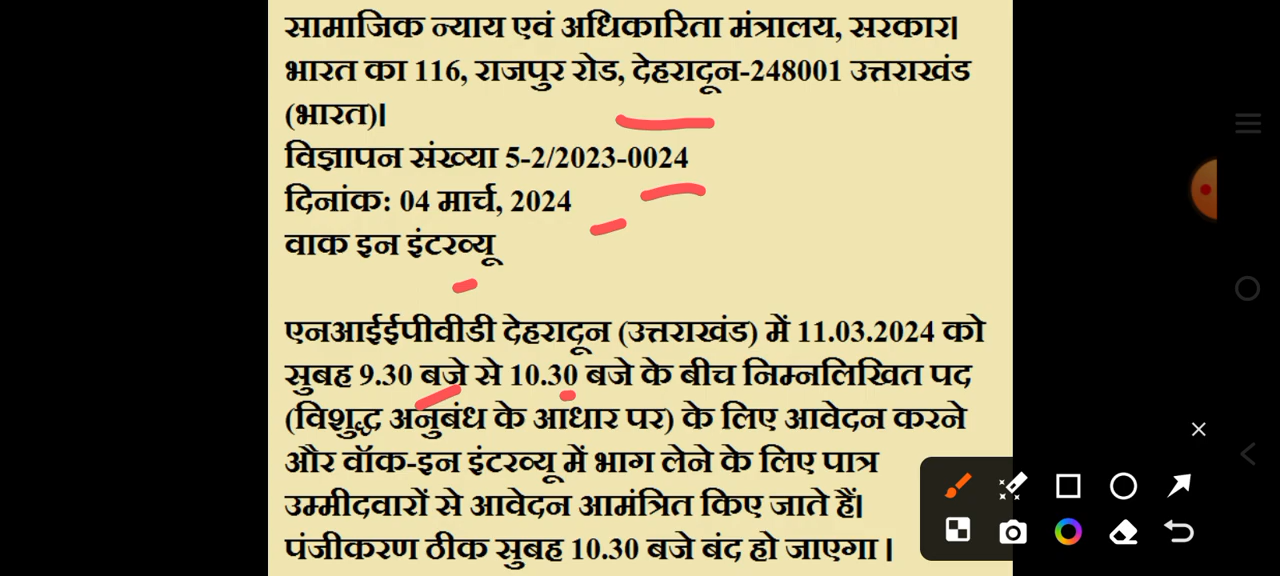 सामाजिक न्याय एवं अधिकारिता मंत्रालय, सरकार|
भारत का 116, राजपुर रोड, देहरादून-248001 उत्तराखंड
(भारत)|
विज्ञापन संख्या 5-2/2023-0024
दिनांक: 04 मार्च, 2024
वाक इन इंटरव्यू
एनआईईपीवीडी देहरादून (उत्तराखंड) में 11.03.2024 को
सुबह 9.30 बजे से 10.30 बजे के बीच निम्नलिखित पद
(विशुद्ध अनुबंध के आधार पर) के लिए आवेदन करने
और वॉक-इन इंटरव्यू में भाग लेने के लिए पात्र
उम्मीदवारों से आवेदन आमंत्रित किए जाते हैं|
पंजीकरण ठीक सुबह 10.30 बजे बंद हो जाएगा |